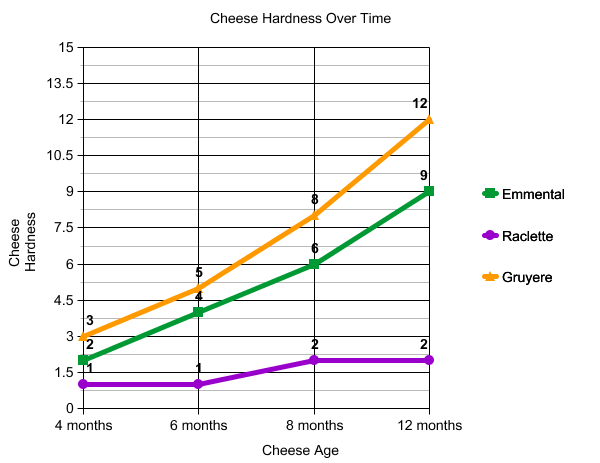 Cheese Hardness Over Time
15
13.5
12
10.5
9
7.5
6
4.5
3
1.5
0
Cheese
Hardness
3
5
8
12
2
4
6
9
1
1
2
2
4 months
6 months
8 months
12 months
Cheese Age
Emmental
Raclette
Gruyere